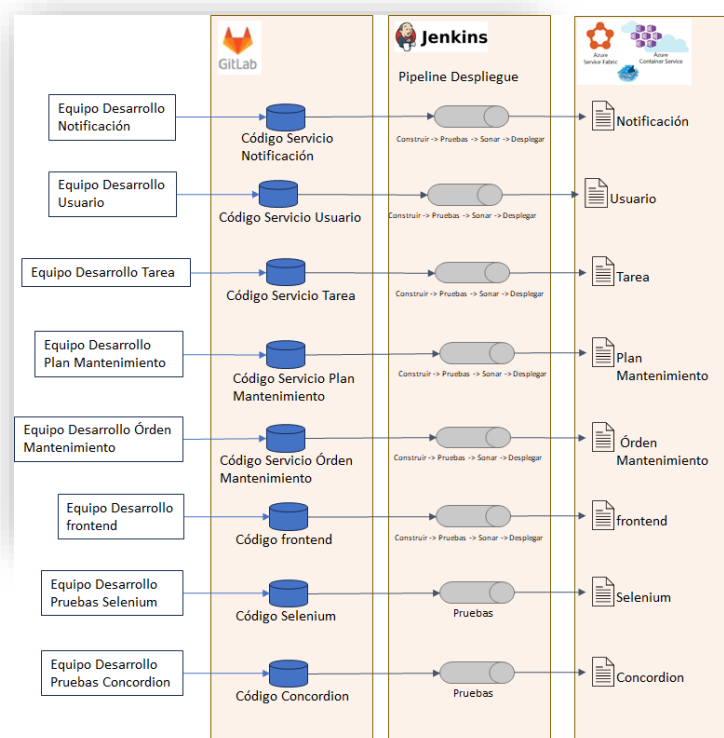 GitLab
Jenkins
Azure
Service Fabric
Azure
Container Service
Pipeline Despliegue
Equipo Desarrollo
Notificación
Código Servicio
Notificación
Construir -> Pruebas -> Sonar -> Desplegar
Notificación
Equipo Desarrollo
Usuario
Código Servicio Usuario
Construir -> Pruebas -> Sonar -> Desplegar
Usuario
Equipo Desarrollo Tarea
Código Servicio Tarea
Construir -> Pruebas -> Sonar -> Desplegar
Tarea
Equipo Desarrollo
Plan Mantenimiento
Código Servicio Plan
Mantenimiento
Construir -> Pruebas -> Sonar -> Desplegar
Plan
Mantenimiento
Equipo Desarrollo Órden
Mantenimiento
Código Servicio Órden
Mantenimiento
Construir -> Pruebas -> Sonar -> Desplegar
Órden
Mantenimiento
Equipo Desarrollo
frontend
Código frontend
Construir -> Pruebas -> Sonar -> Desplegar
frontend
Equipo Desarrollo
Pruebas Selenium
Código Selenium
Pruebas
Selenium
Equipo Desarrollo
Pruebas Concordion
Código Concordion
Pruebas
Concordion